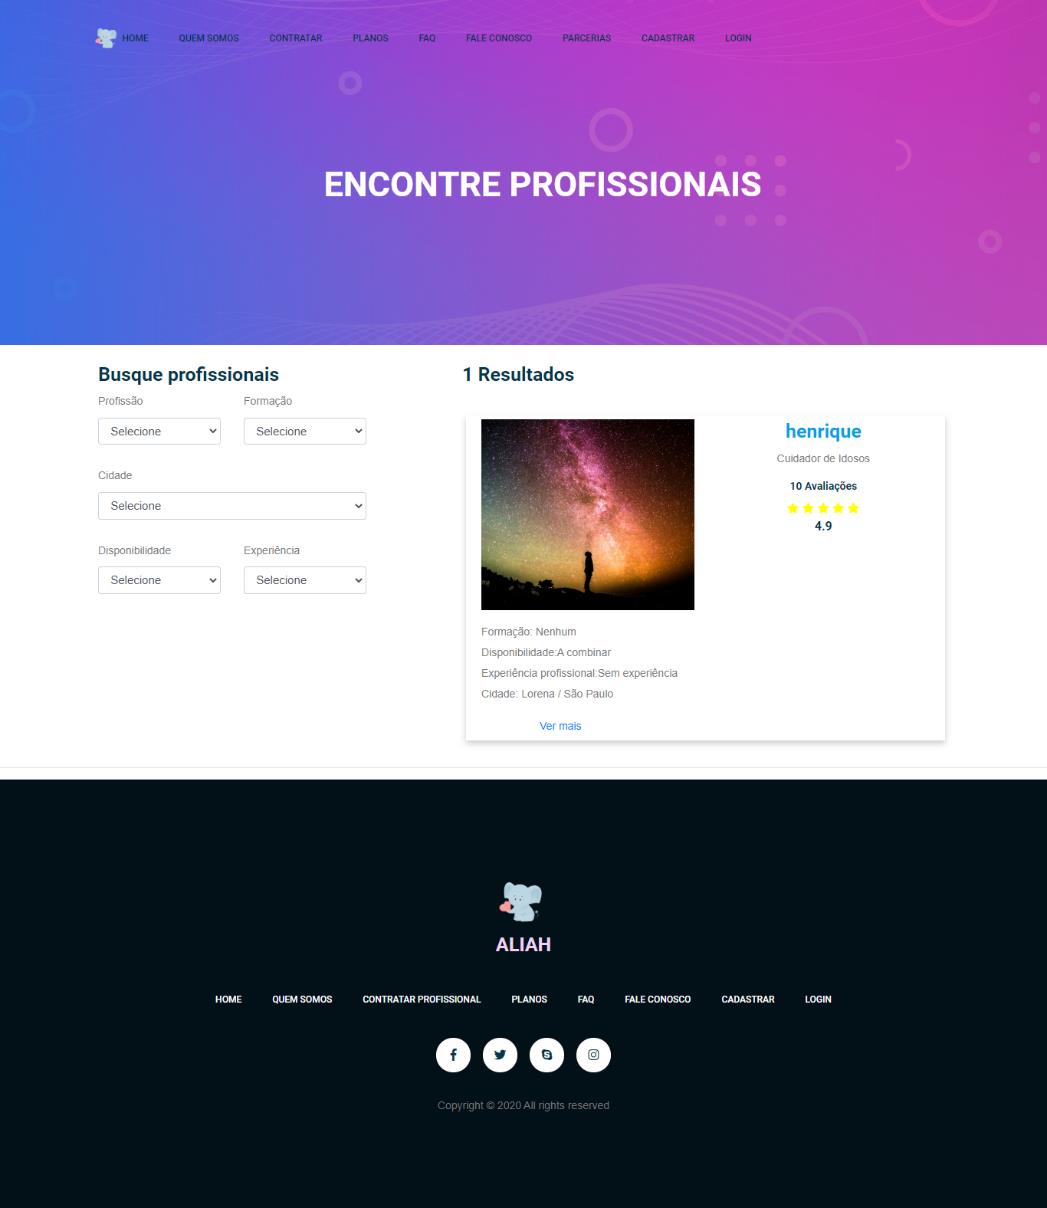 HOME QUEM SOMOS CONTRATAR PLANOS FAQ FALE CONOSCO PARCERIAS CADASTRAR LOGIN
ENCONTRE PROFISSIONAIS
Busque profissionais
Profissão Formação
Selecione Selecione
Cidade
Selecione
Disponibilidade Experiência
Selecione Selecione
1 Resultados
henrique
Cuidador de Idosos
10 Avaliações
4.9
Formação: Nenhum
Disponibilidade:A combinar
Experiência profissional:Sem experiência
Cidade: Lorena / São Paulo
Ver mais
ALIAH
HOME QUEM SOMOS CONTRATAR PROFISSIONAL PLANOS FAQ FALE CONOSCO CADASTRAR LOGIN
Copyright © 2020 All rights reserved